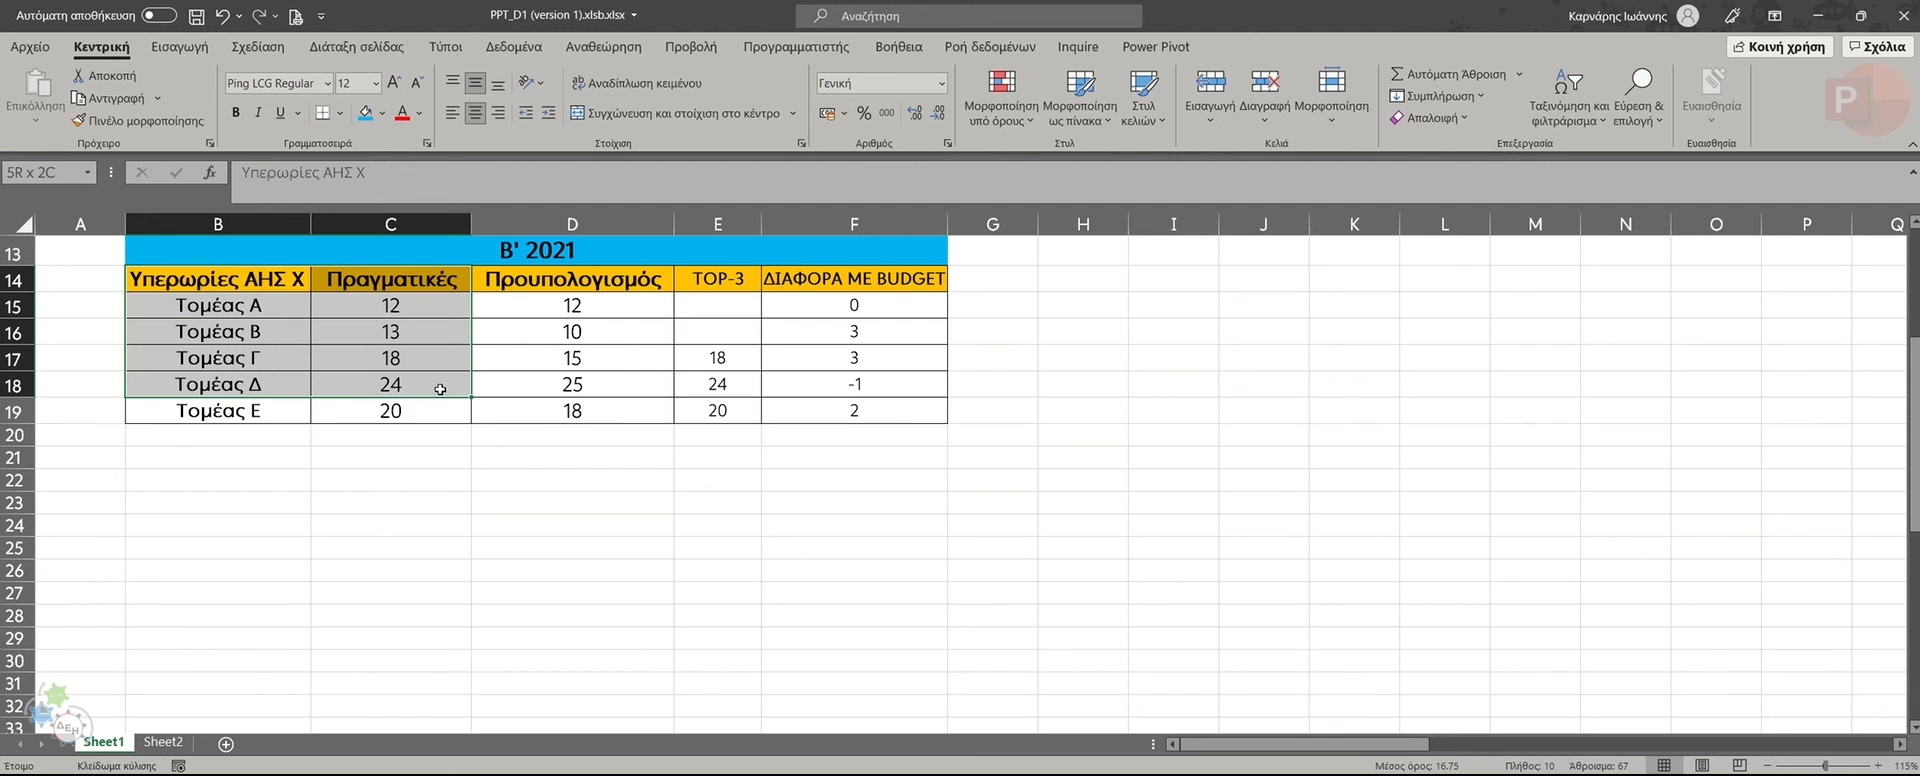 Αυτόματη αποθήκευση
PPT_D1 (version 1).xlsb.xlsx
Αναζήτηση
Καρνάρης Ιωάννης
Αρχείο Κεντρική Εισαγωγή Σχεδίαση Διάταξη σελίδας Τύποι Δεδομένα Αναθεώρηση Προβολή Προγραμματιστής Βοήθεια Ροή δεδομένων Inquire Power Pivot
Κοινή χρήση Σχόλια
Επικόλληση
Αποκοπή
Αντιγραφή
Πινέλο μορφοποίησης
Πρόχειρο
Ping LCG Regular 12
B I U
Γραμματοσειρά
Αναδίπλωση κειμένου
Συγχώνευση και στοίχιση στο κέντρο
Στοίχιση
Γενική
% 000
Αριθμός
Μορφοποίηση υπό όρους
Μορφοποίηση ως πίνακα
Στυλ κελιών
Στυλ
Εισαγωγή Διαγραφή Μορφοποίηση
Κελιά
Αυτόματη Άθροιση
Συμπλήρωση
Απαλοιφή
Ταξινόμηση και φιλτράρισμα
Εύρεση & επιλογή
Επεξεργασία
Ευαισθησία
Ευαισθησία
P
5R x 2C
fx
Υπερωρίες ΑΗΣ Χ
A B C D E F G H I J K L M N O P Q
13 Β' 2021
14 Υπερωρίες ΑΗΣ Χ Πραγματικές Προυπολογισμός TOP-3 ΔΙΑΦΟΡΑ ΜΕ BUDGET
15 Τομέας Α 12 12 0
16 Τομέας Β 13 10 3
17 Τομέας Γ 18 15 18 3
18 Τομέας Δ 24 25 24 -1
19 Τομέας Ε 20 18 20 2
20
21
22
23
24
25
26
27
28
29
30
31
32
33
ΔΕΗ
Sheet1 Sheet2
Έτοιμο Κλείδωμα κύλισης
Μέσος όρος: 16.75 Πλήθος: 10 Άθροισμα: 67
115%